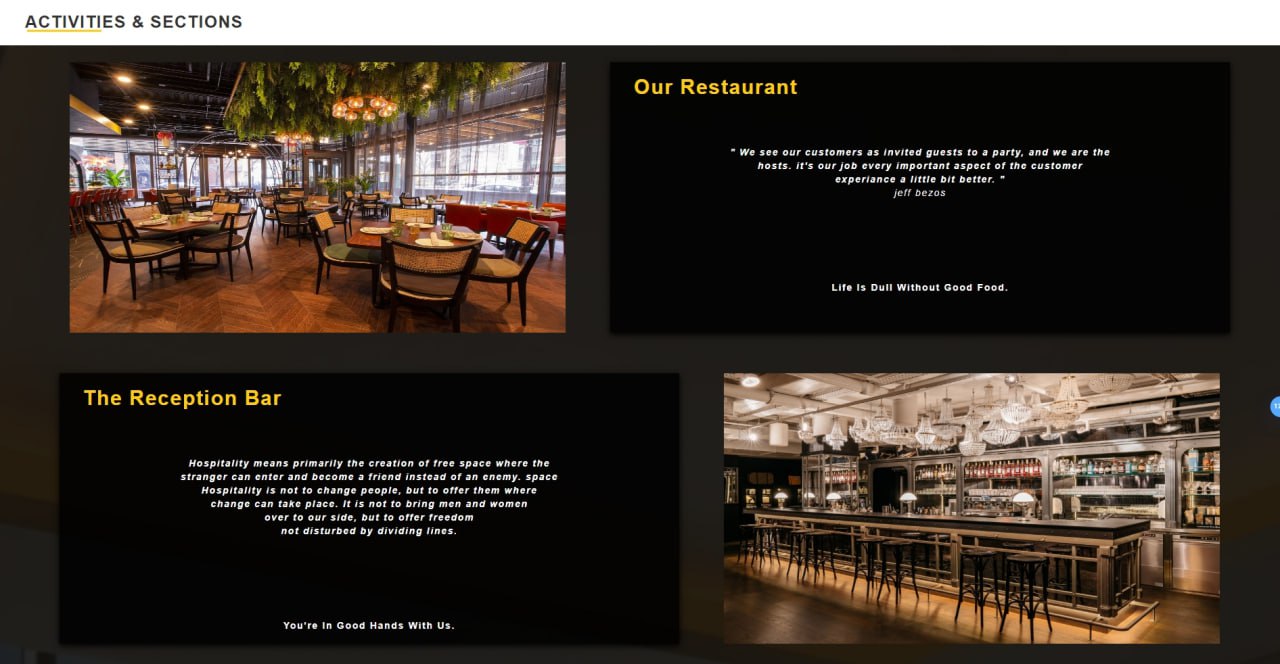 ACTIVITIES & SECTIONS
Our Restaurant
" We see our customers as invited guests to a party, and we are the
hosts. it's our job every important aspect of the customer
experiance a little bit better. "
jeff bezos
Life Is Dull Without Good Food.
The Reception Bar
Hospitality means primarily the creation of free space where the
stranger can enter and become a friend instead of an enemy. space
Hospitality is not to change people, but to offer them where
change can take place. It is not to bring men and women
over to our side, but to offer freedom
not disturbed by dividing lines.
You're In Good Hands With Us.